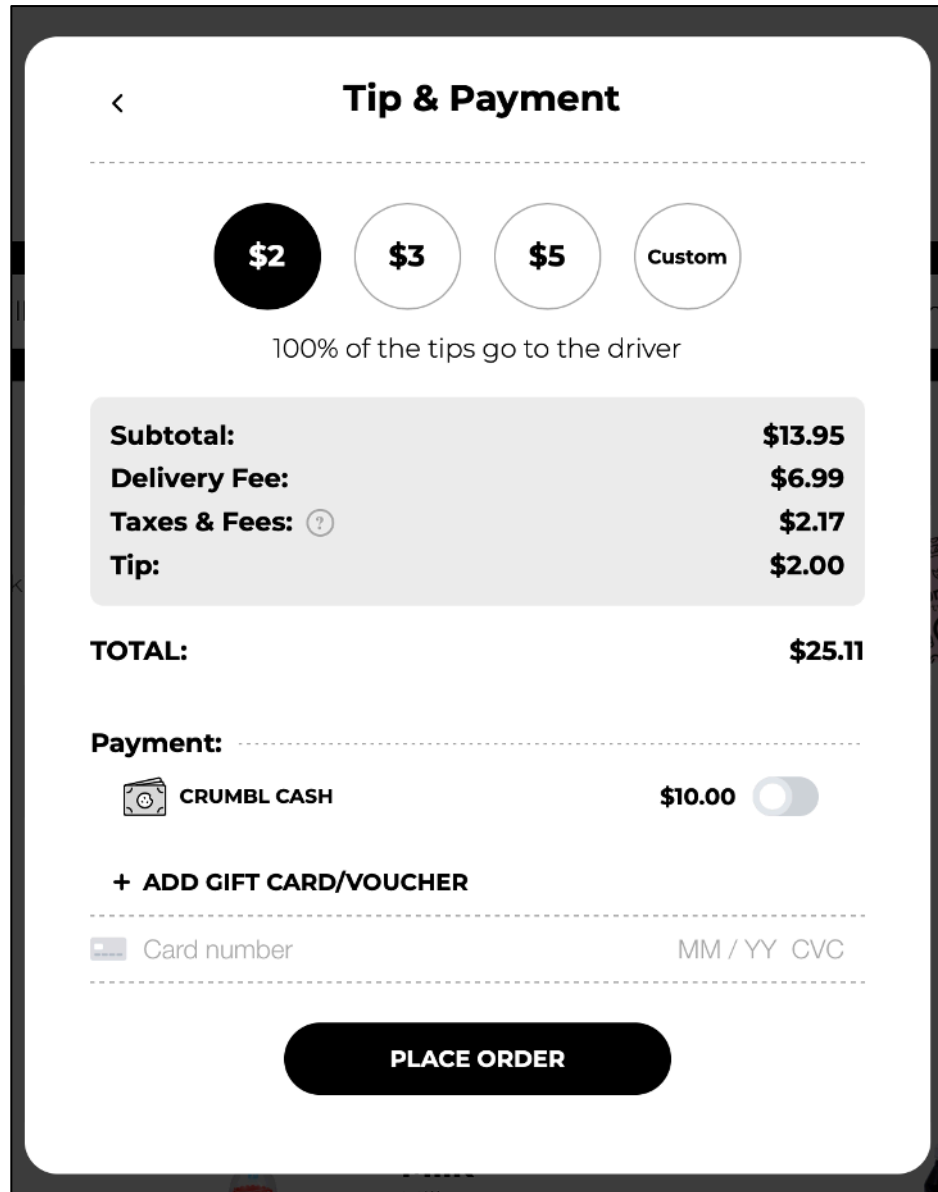 Tip & Payment
$2 $3 $5 Custom
100% of the tips go to the driver
Subtotal: $13.95
Delivery Fee: $6.99
Taxes & Fees: ? $2.17
Tip: $2.00
TOTAL: $25.11
Payment:
CRUMBL CASH $10.00
+ ADD GIFT CARD/VOUCHER
Card number MM / YY CVC
PLACE ORDER